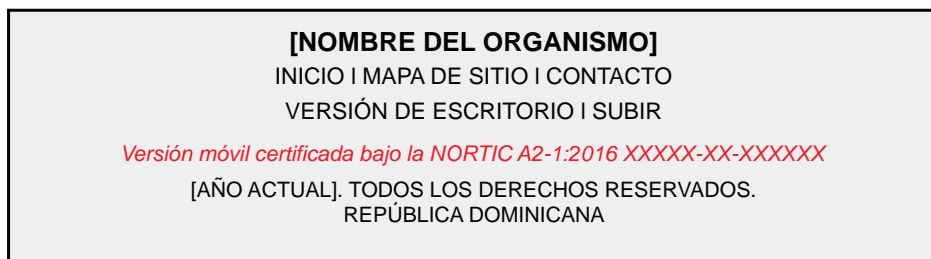 [NOMBRE DEL ORGANISMO]
INICIO I MAPA DE SITIO I CONTACTO
VERSIÓN DE ESCRITORIO I SUBIR
Versión móvil certificada bajo la NORTIC A2-1:2016 XXXXX-XX-XXXXXX
[AÑO ACTUAL]. TODOS LOS DERECHOS RESERVADOS.
REPÚBLICA DOMINICANA